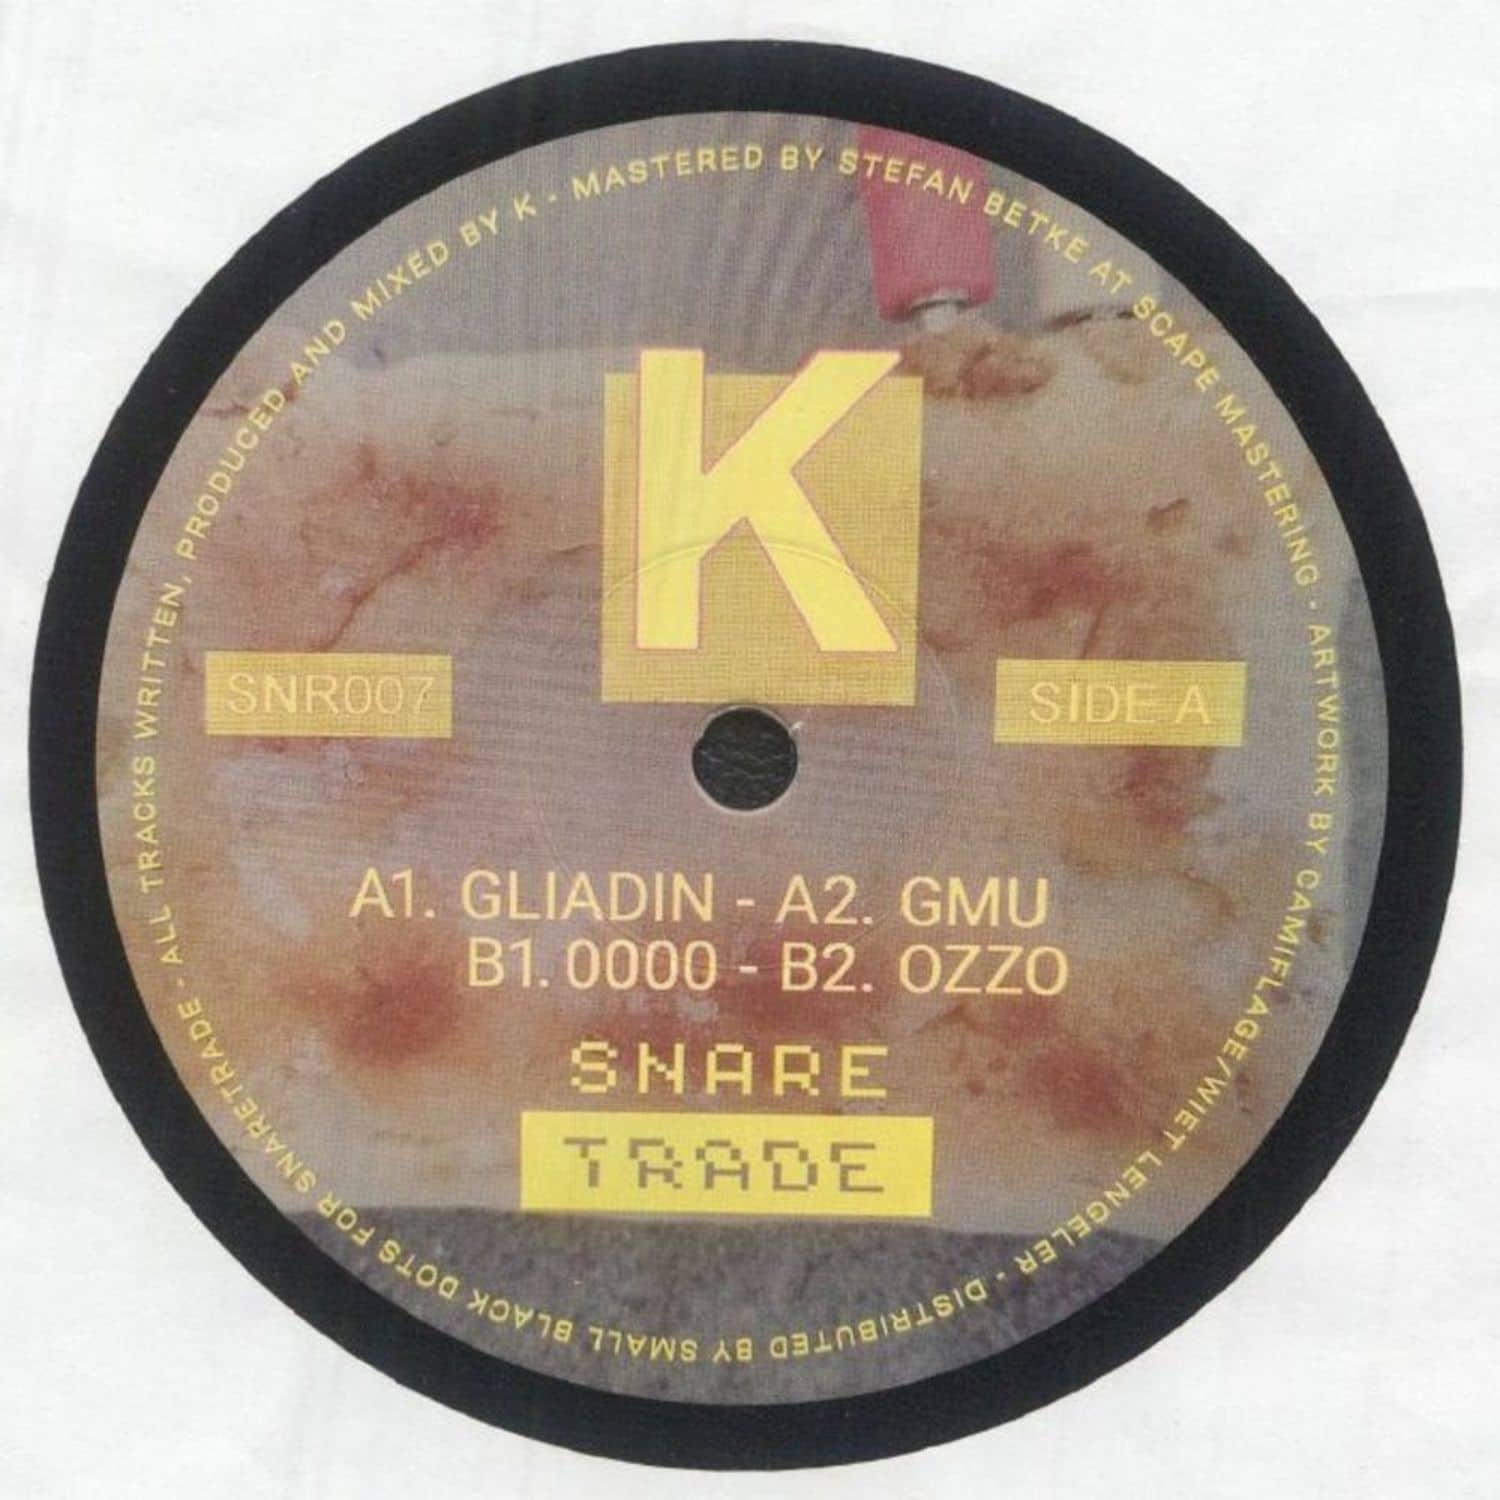 K
SNR007
SIDE A
A1. GLIADIN - A2. GMU
B1. 0000 - B2. OZZO
SNARE
TRADE
ALL TRACKS WRITTEN, PRODUCED AND MIXED BY K - MASTERED BY STEFAN BETKE AT SCAPE MASTERING - ARTWORK BY CAMIFLAGE/WIET LENGELER - DISTRIBUTED BY SMALL BLACK DOTS FOR SNARETRADE -